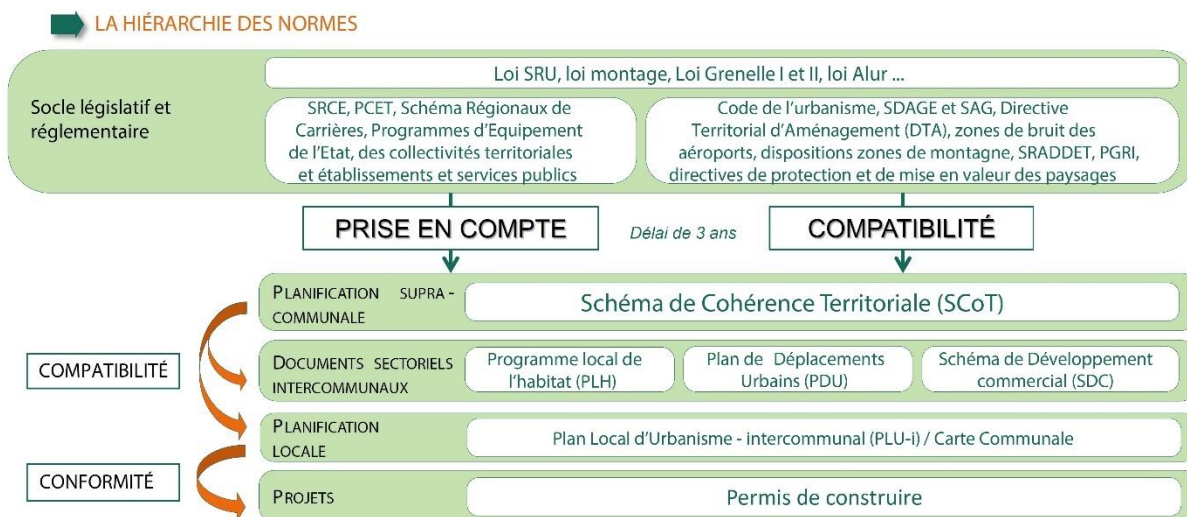 LA HIÉRARCHIE DES NORMES
Socle législatif et
réglementaire
Loi SRU, loi montage, Loi Grenelle I et II, loi Alur ...
SRCE, PCET, Schéma Régionaux de
Carrières, Programmes d'Equipement
de l'Etat, des collectivités territoriales
et établissements et services publics
Code de l'urbanisme, SDAGE et SAG, Directive
Territorial d'Aménagement (DTA), zones de bruit des
aéroports, dispositions zones de montagne, SRADDET, PGRI,
directives de protection et de mise en valeur des paysages
PRISE EN COMPTE
Délai de 3 ans
COMPATIBILITÉ
PLANIFICATION SUPRA-
COMMUNALE
Schéma de Cohérence Territoriale (SCoT)
COMPATIBILITÉ
DOCUMENTS SECTORIELS
INTERCOMMUNAUX
Programme local de
l'habitat (PLH)
Plan de Déplacements
Urbains (PDU)
Schéma de Développement
commercial (SDC)
PLANIFICATION
LOCALE
Plan Local d'Urbanisme - intercommunal (PLU-i) / Carte Communale
CONFORMITÉ
PROJETS
Permis de construire